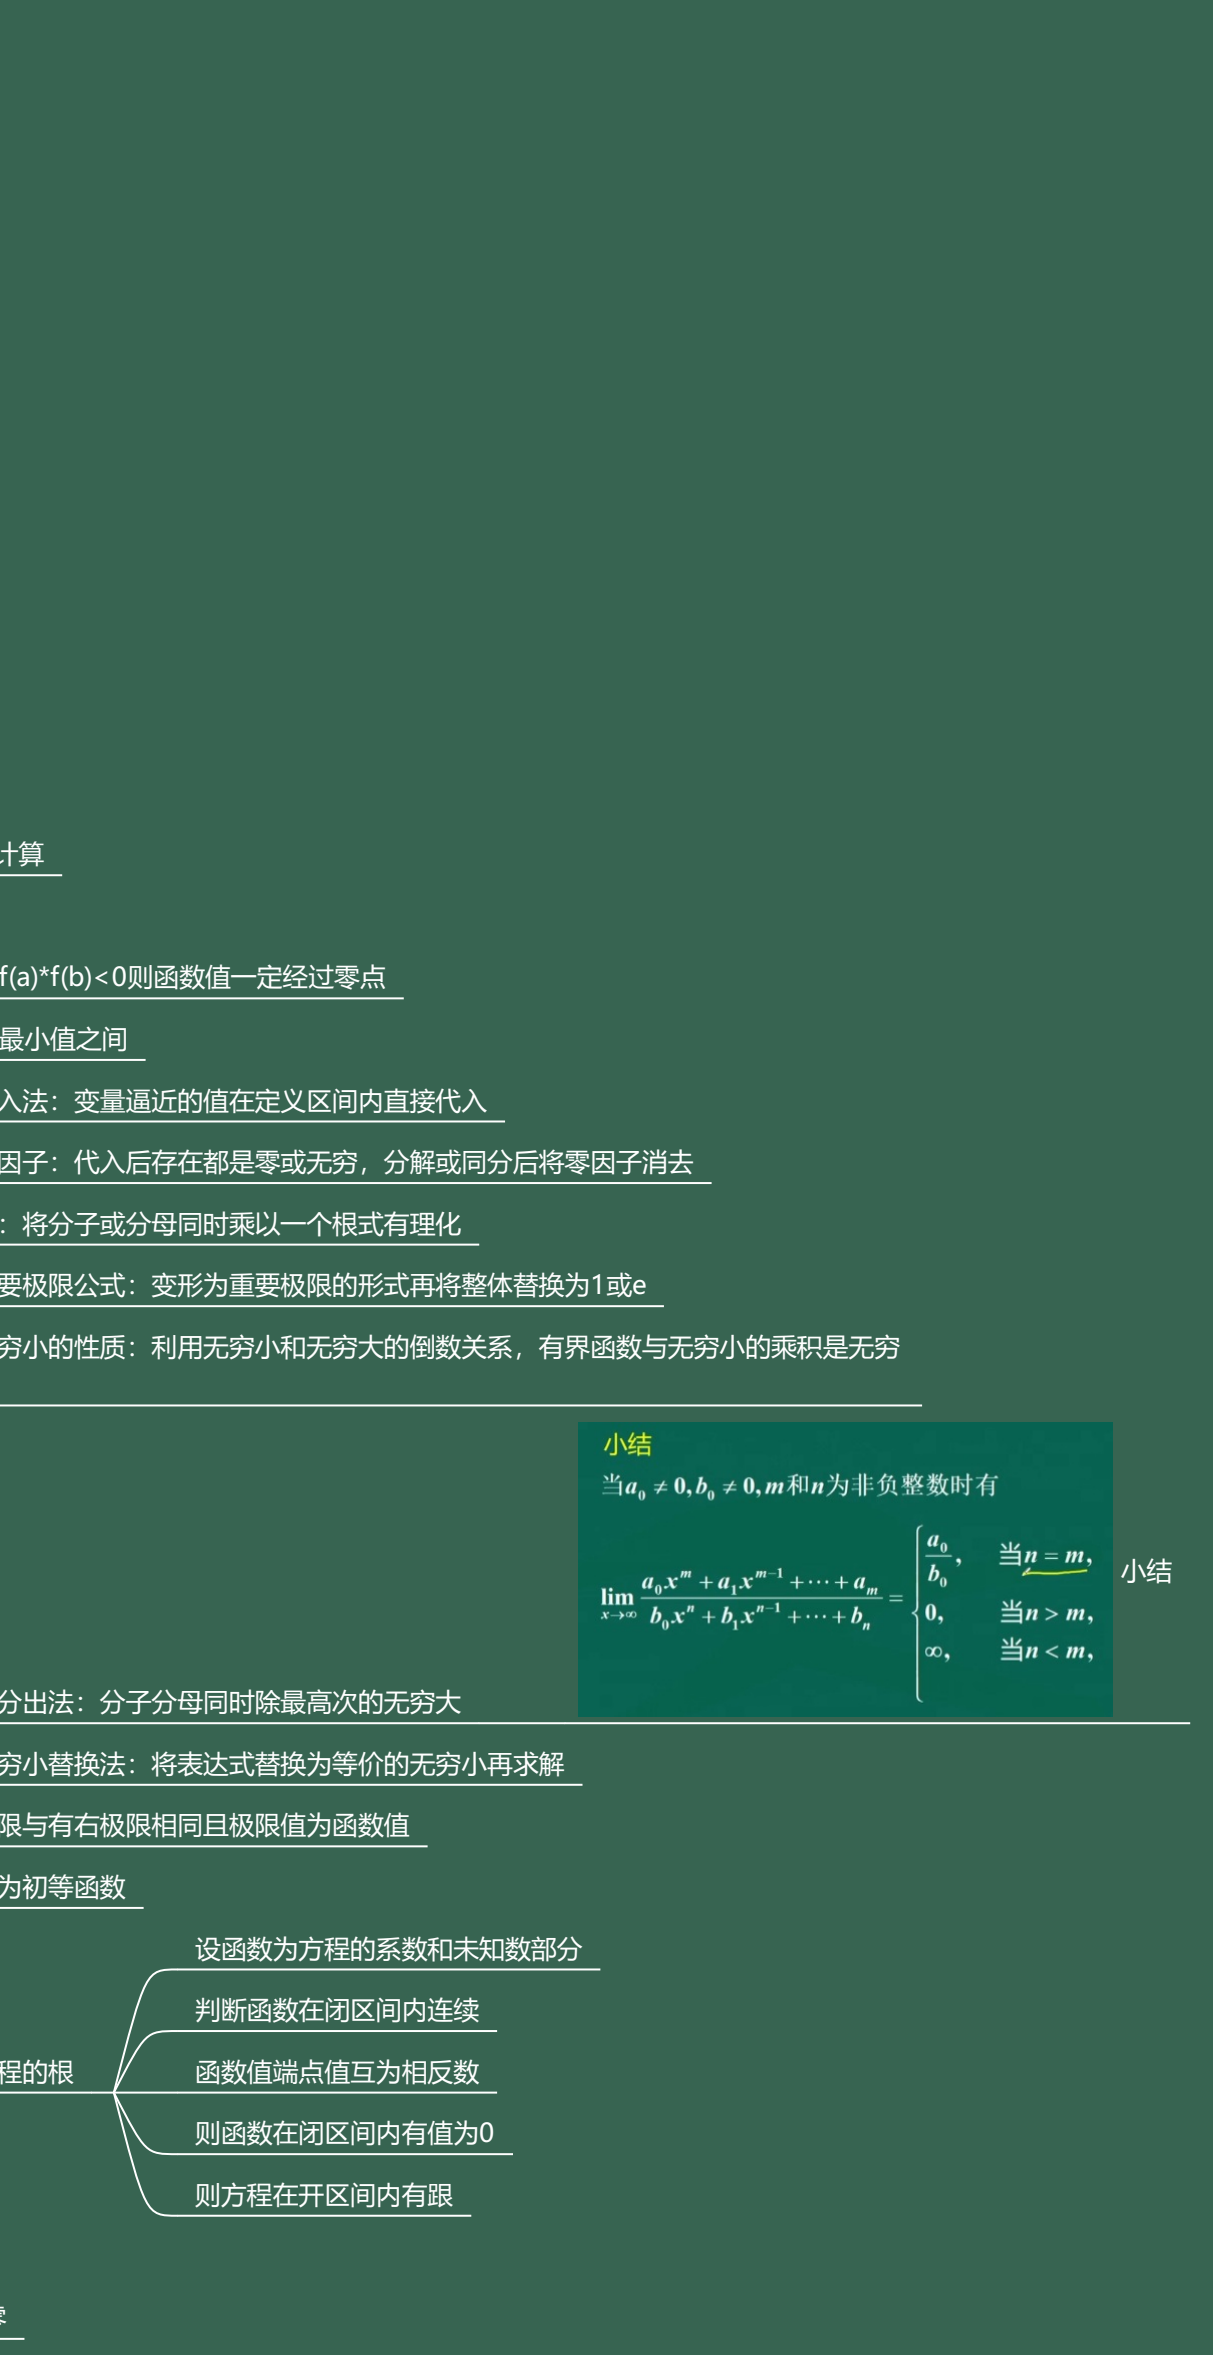 计算
f(a)*f(b)<0则函数值一定经过零点
最小值之间
入法：变量逼近的值在定义区间内直接代入
因子：代入后存在都是零或无穷，分解或同分后将零因子消去
：将分子或分母同时乘以一个根式有理化
要极限公式：变形为重要极限的形式再将整体替换为1或e
穷小的性质：利用无穷小和无穷大的倒数关系，有界函数与无穷小的乘积是无穷
小结
当a₀ ≠ 0, b₀ ≠ 0, m和n为非负整数时有
lim x→∞ (a₀xᵐ + a₁xᵐ⁻¹ + ⋯ + aₘ)/(b₀xⁿ + b₁xⁿ⁻¹ + ⋯ + bₙ) = {
a₀/b₀, 当n = m,
0, 当n > m,
∞, 当n < m,
小结
分出法：分子分母同时除最高次的无穷大
穷小替换法：将表达式替换为等价的无穷小再求解
限与有右极限相同且极限值为函数值
为初等函数
设函数为方程的系数和未知数部分
判断函数在闭区间内连续
程的根
函数值端点值互为相反数
则函数在闭区间内有值为0
则方程在开区间内有跟